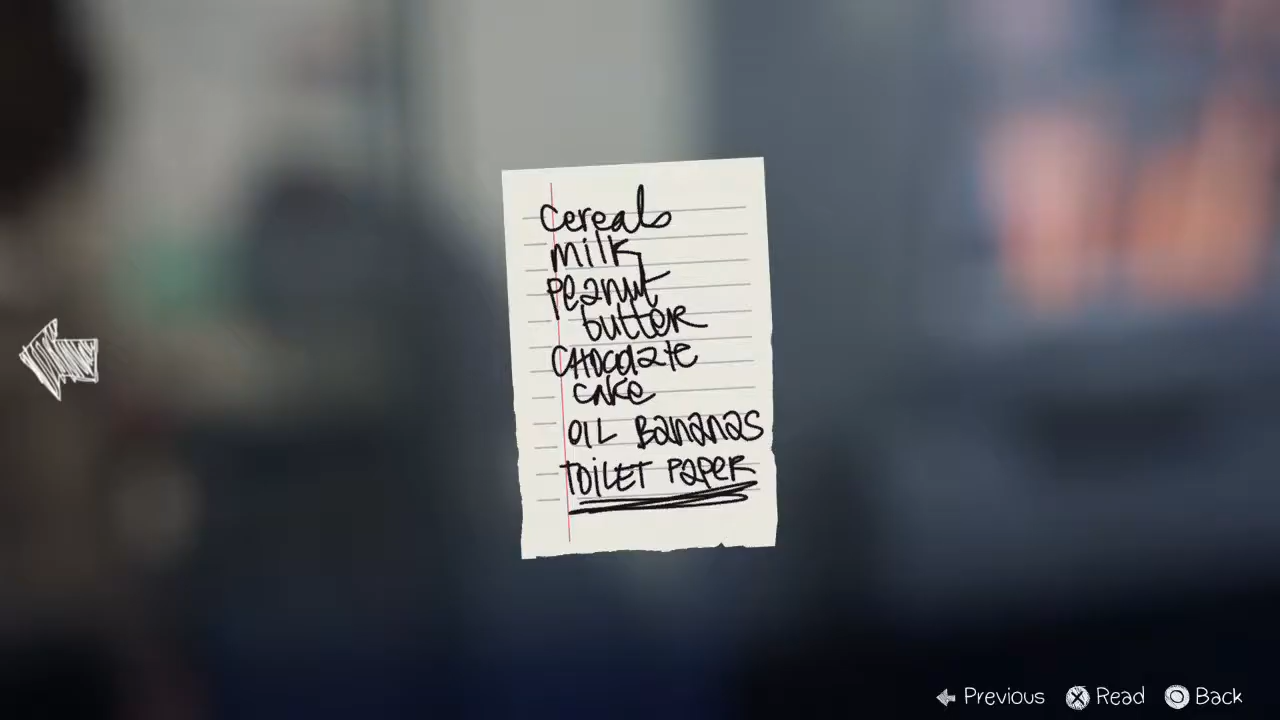 cereals
milk
peanut
butter
CHocolate
cake
OIL Bananas
TOILET PaPER
Previous
Read
Back